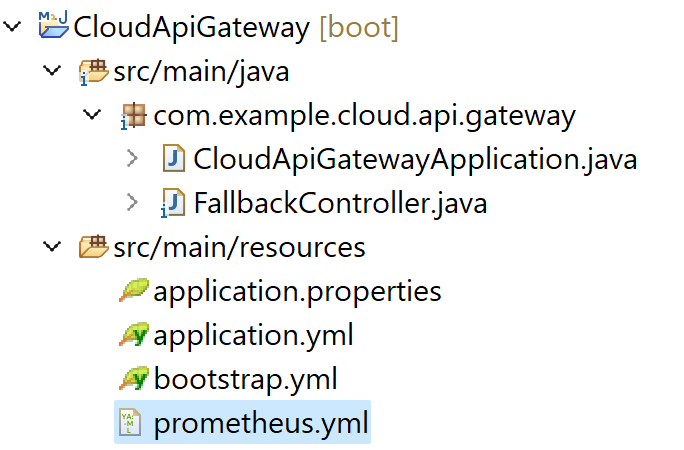 CloudApiGateway [boot]
src/main/java
com.example.cloud.api.gateway
CloudApiGatewayApplication.java
FallbackController.java
src/main/resources
application.properties
application.yml
bootstrap.yml
prometheus.yml